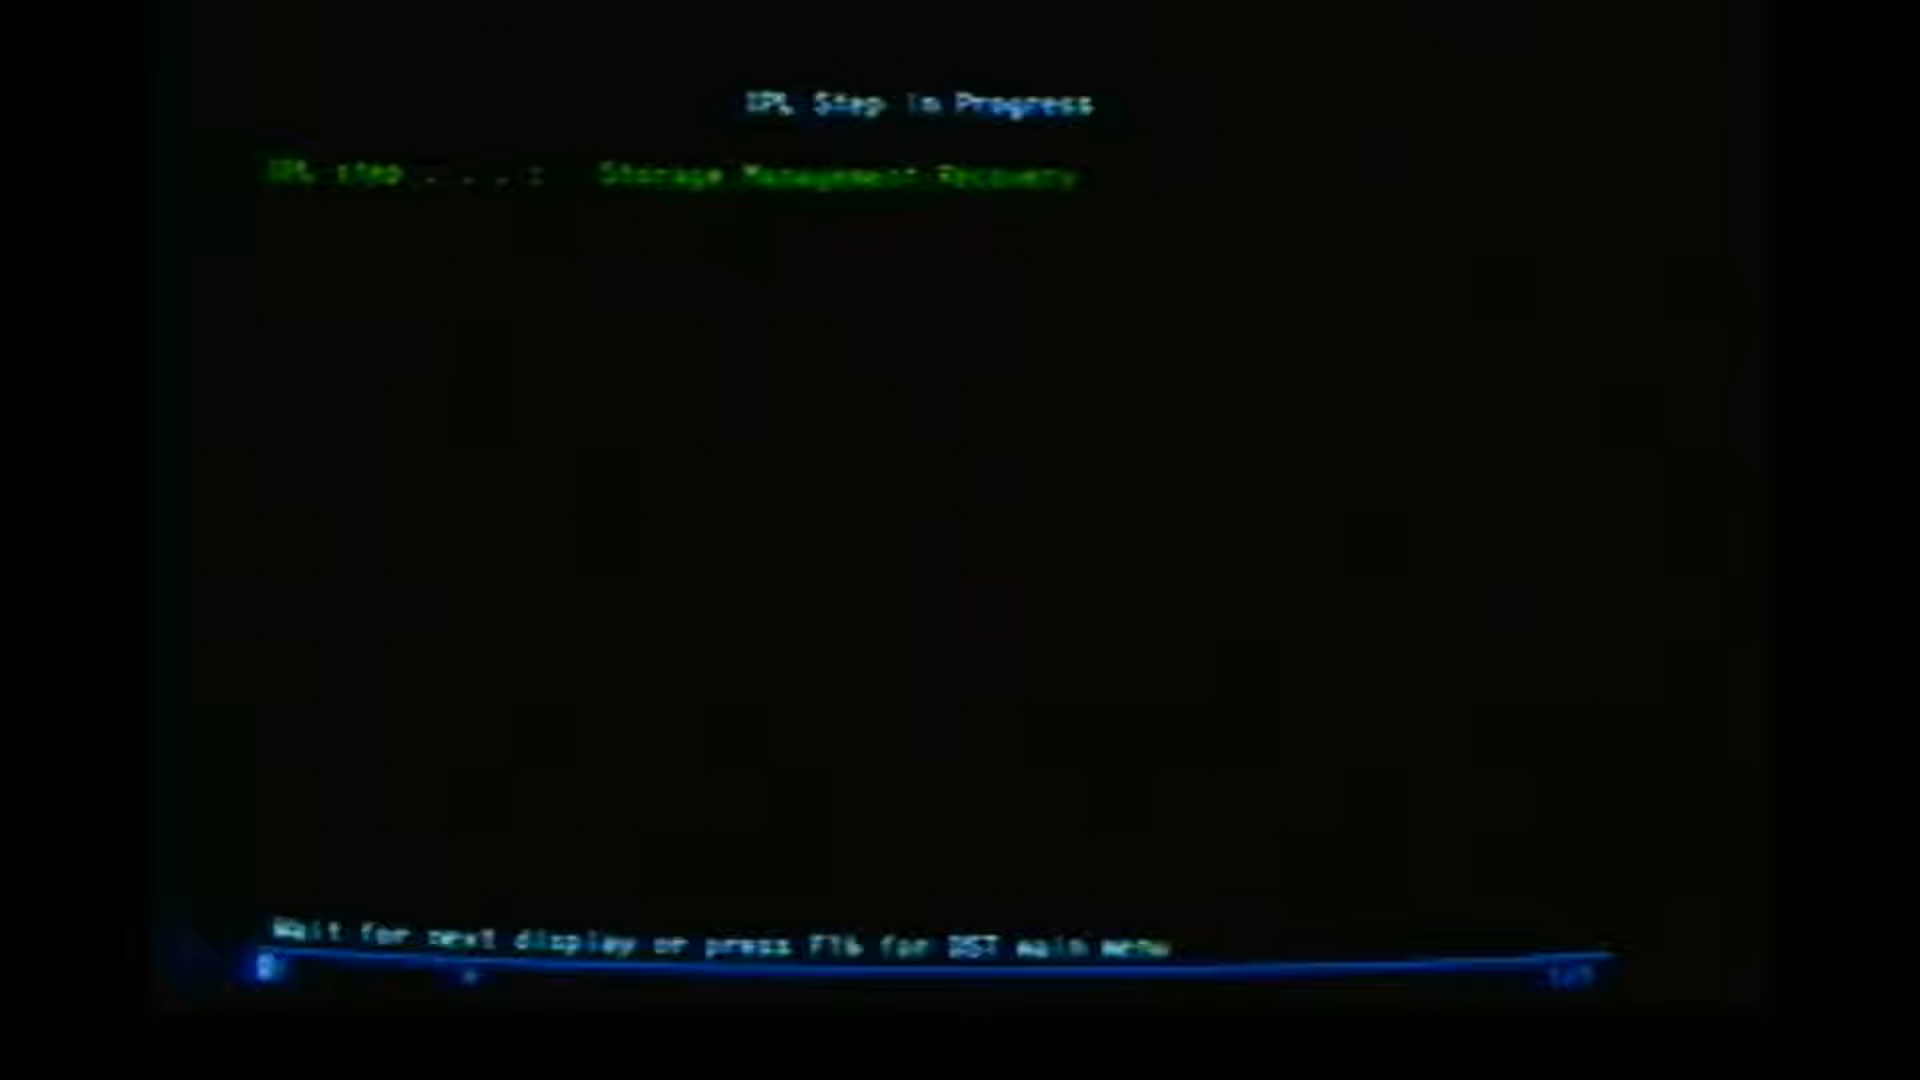 IPL Step in Progress
IPL step . . . . : Storage Management Recovery
Wait for next display or press F16 for DST main menu